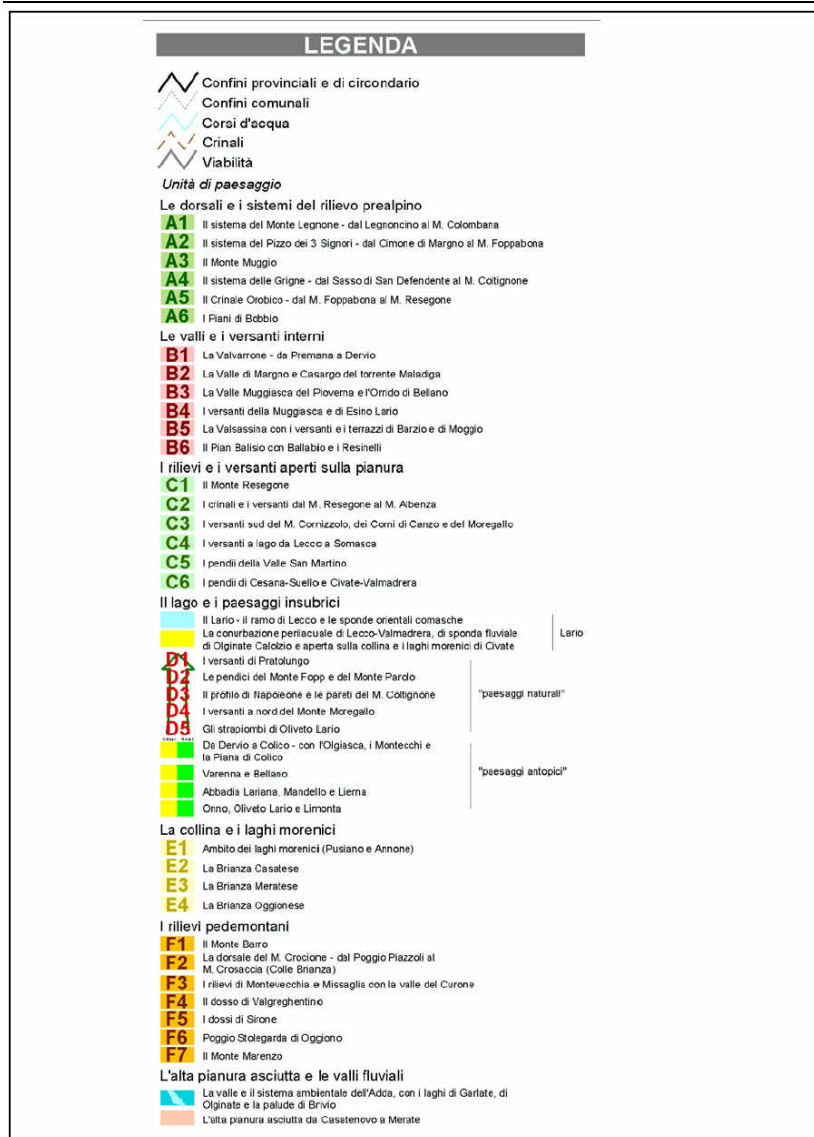 LEGENDA
Confini provinciali e di circondario
Confini comunali
Corsi d'acqua
Crinali
Viabilità
Unità di paesaggio
Le dorsali e i sistemi del rilievo prealpino
A1 Il sistema del Monte Legnone - dal Legnoncino al M. Colombana
A2 Il sistema del Pizzo dei 3 Signori - dal Cimone di Margno al M. Foppabona
A3 Il Monte Muggio
A4 Il sistema delle Grigne - dal Sasso di San Defendente al M. Coltignone
A5 Il Crinale Orobico - dal M. Foppabona al M. Resegone
A6 I Piani di Bobbio
Le valli e i versanti interni
B1 La Valvarrone - da Premana a Dervio
B2 La Valle di Margno e Casargo del torrente Maladiga
B3 La Valle Muggiasca del Pioverna e l'Orrido di Bellano
B4 I versanti della Muggiasca e di Esino Lario
B5 La Valsassina con i versanti e i terrazzi di Barzio e di Moggio
B6 Il Pian Balisio con Ballabio e i Resinelli
I rilievi e i versanti aperti sulla pianura
C1 Il Monte Resegone
C2 I crinali e i versanti dal M. Resegone al M. Albenza
C3 I versanti sud del M. Cornizzolo, dei Corni di Canzo e del Moregallo
C4 I versanti a lago da Lecco a Somasca
C5 I pendii della Valle San Martino
C6 I pendii di Cesana-Suello e Civate-Valmadrera
Il lago e i paesaggi insubrici
Il Lario - il ramo di Lecco e le sponde orientali comasche
La conurbazione perilacuale di Lecco-Valmadrera, di sponda fluviale
di Olginate Calolzio e aperta sulla collina e i laghi morenici di Civate
Lario
D1 I versanti di Pratolungo
D2 Le pendici del Monte Fopp e del Monte Parolo
D3 Il profilo di Napoleone e le pareti del M. Coltignone
D4 I versanti a nord del Monte Moregallo
D5 Gli strapiombi di Oliveto Lario
"paesaggi naturali"
Da Dervio a Colico - con l'Olgiasca, i Montecchi e
la Piana di Colico
Varenna e Bellano
Abbadia Lariana, Mandello e Lierna
Onno, Oliveto Lario e Limonta
"paesaggi antopici"
La collina e i laghi morenici
E1 Ambito dei laghi morenici (Pusiano e Annone)
E2 La Brianza Casatese
E3 La Brianza Meratese
E4 La Brianza Oggionese
I rilievi pedemontani
F1 Il Monte Barro
F2 La dorsale del M. Crocione - dal Poggio Piazzoli al
M. Crosaccia (Colle Brianza)
F3 I rilievi di Montevecchia e Missaglia con la valle del Curone
F4 Il dosso di Valgreghentino
F5 I dossi di Sirone
F6 Poggio Stolegarda di Oggiono
F7 Il Monte Marenzo
L'alta pianura asciutta e le valli fluviali
La valle e il sistema ambientale dell'Adda, con i laghi di Garlate, di
Olginate e la palude di Brivio
L'alta pianura asciutta da Casatenovo a Merate